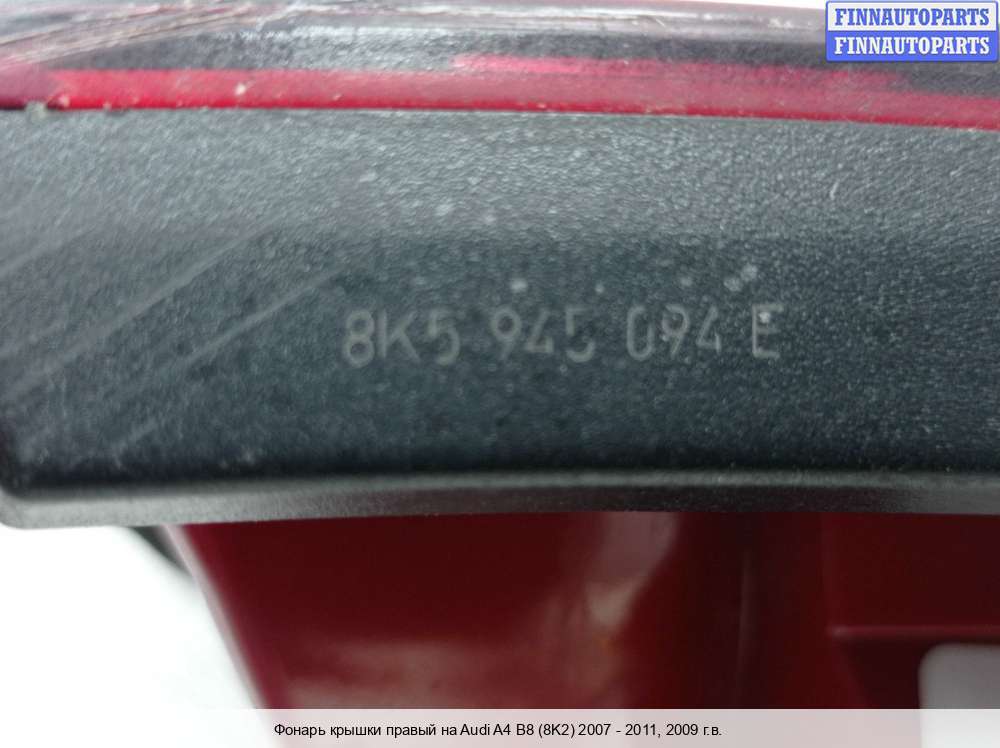 FINNAUTOPARTS
FINNAUTOPARTS
8K5 945 094 E
Фонарь крышки правый на Audi A4 B8 (8K2) 2007 - 2011, 2009 г.в.